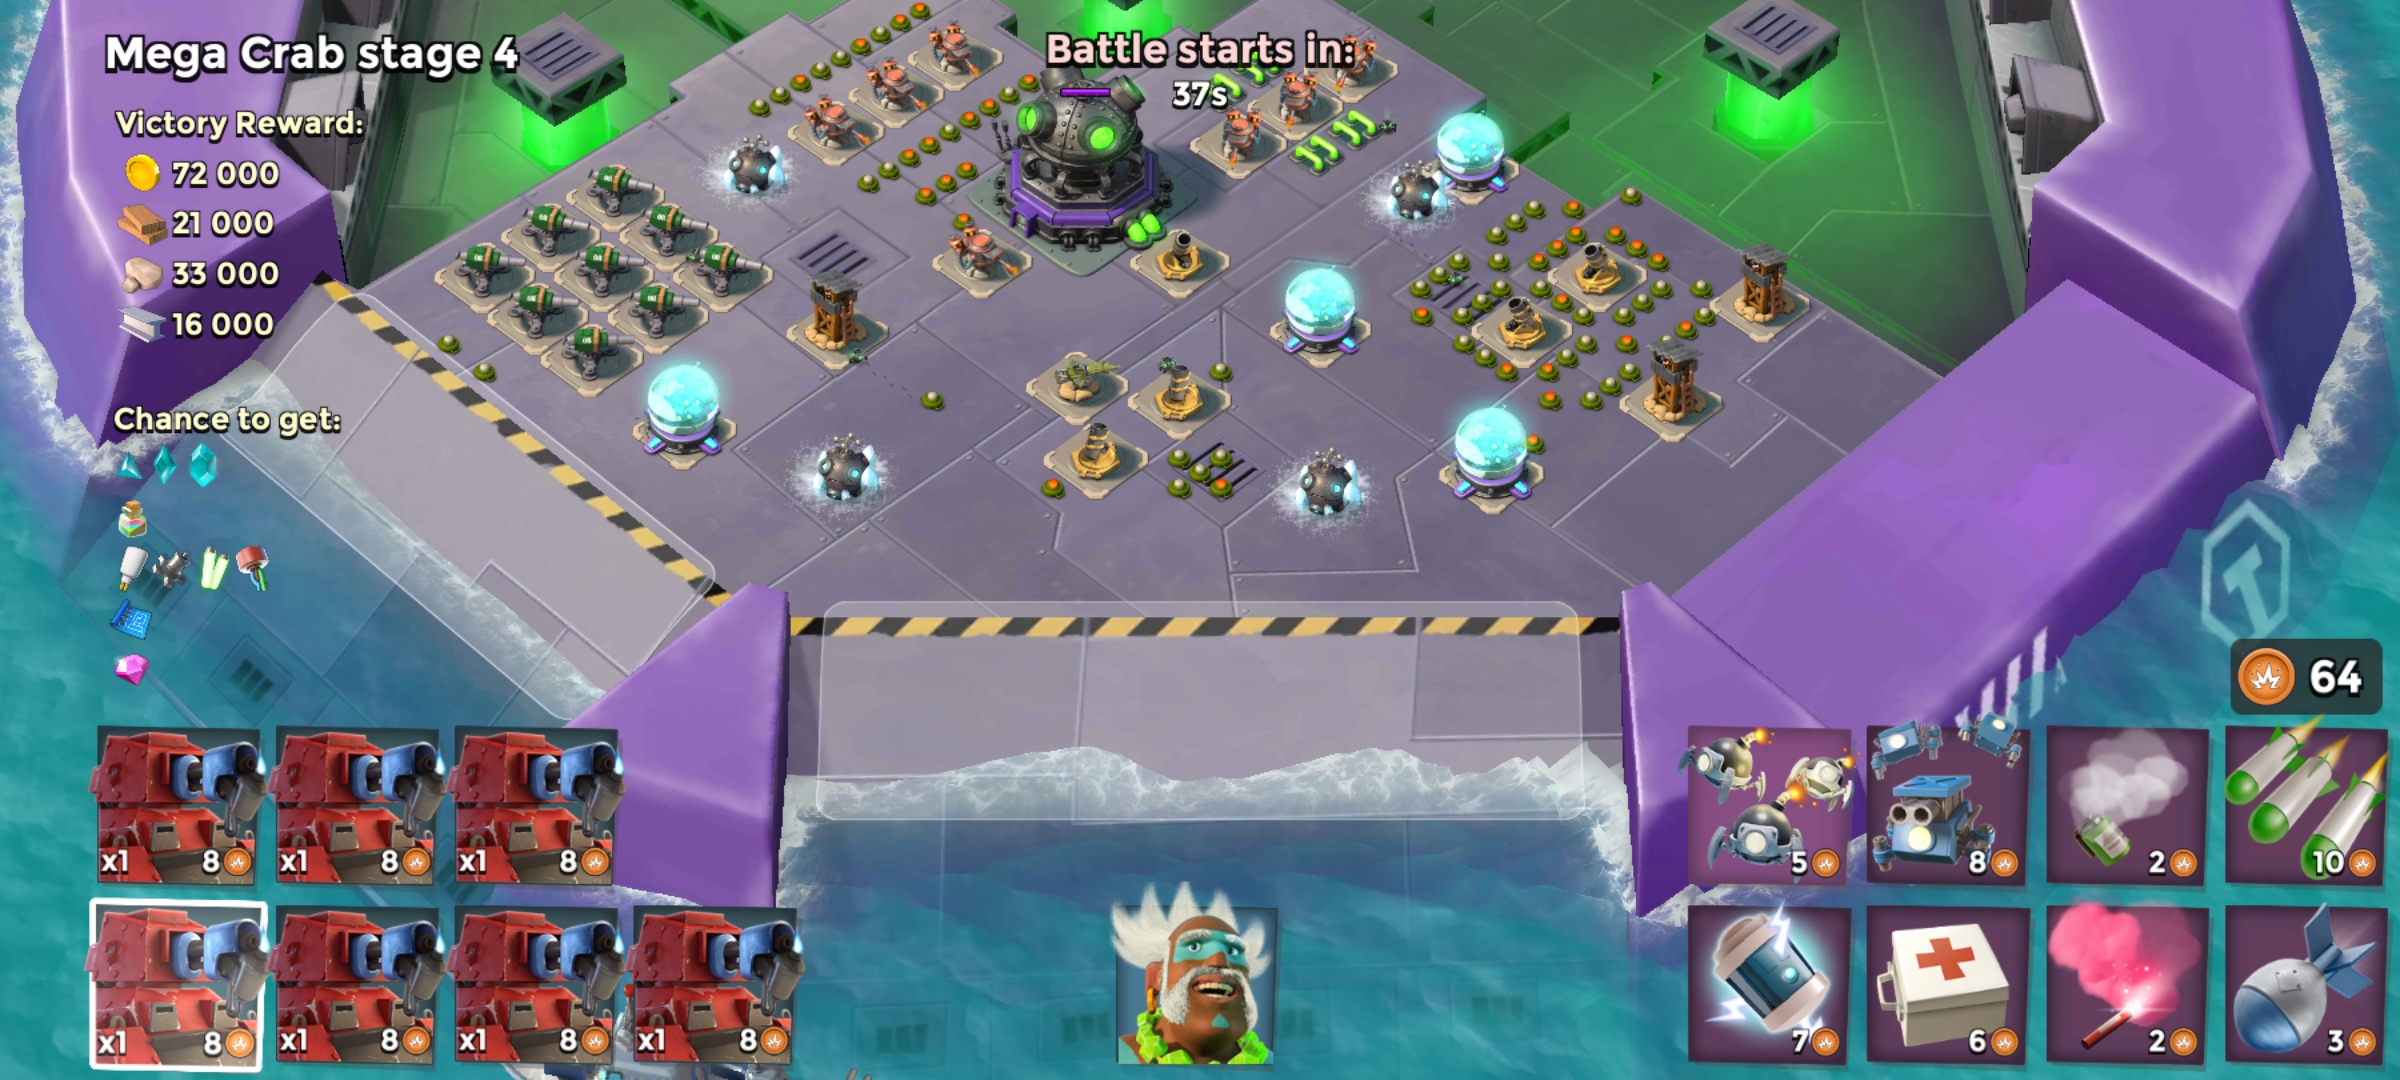 Mega Crab stage 4
Battle starts in:
37s
Victory Reward:
72 000
21 000
33 000
16 000
Chance to get:
64
x1 8
x1 8
x1 8
5
8
2
10
x1 8
x1 8
x1 8
x1 8
7
6
2
3